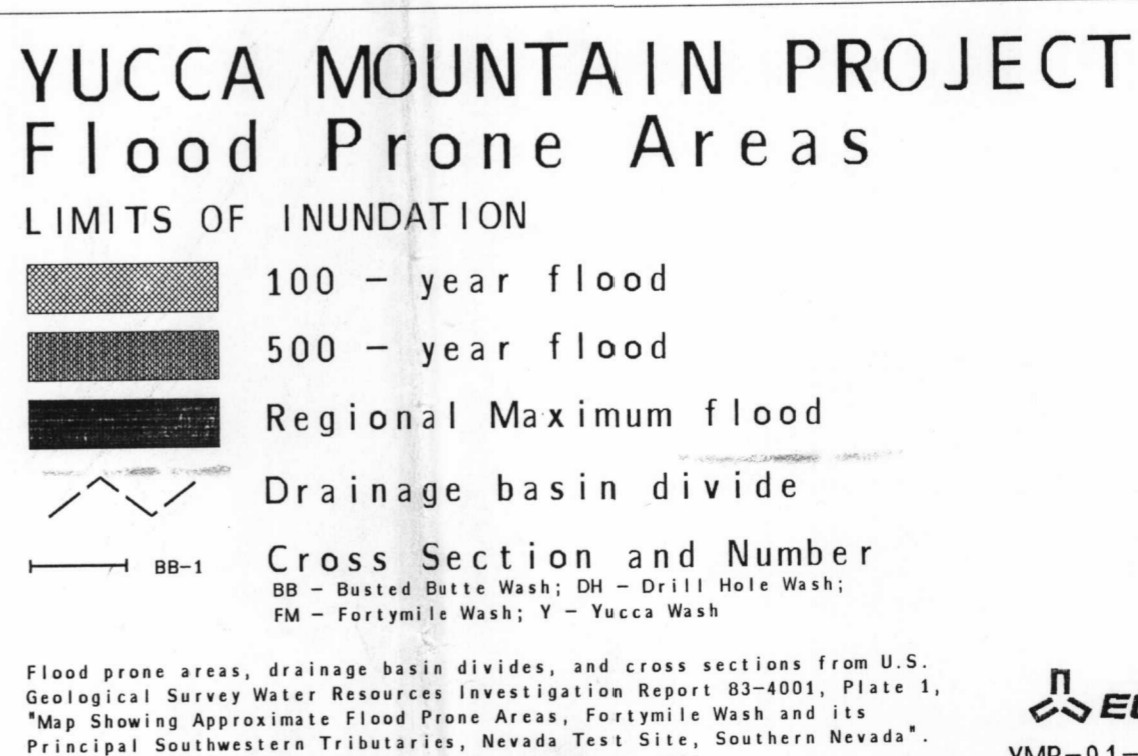 YUCCA MOUNTAIN PROJECT
Flood Prone Areas
LIMITS OF INUNDATION
100 – year flood
500 – year flood
Regional Maximum flood
Drainage basin divide
BB–1 Cross Section and Number
BB – Busted Butte Wash; DH – Drill Hole Wash;
FM – Fortymile Wash; Y – Yucca Wash
Flood prone areas, drainage basin divides, and cross sections from U.S.
Geological Survey Water Resources Investigation Report 83–4001, Plate 1,
"Map Showing Approximate Flood Prone Areas, Fortymile Wash and its
Principal Southwestern Tributaries, Nevada Test Site, Southern Nevada".